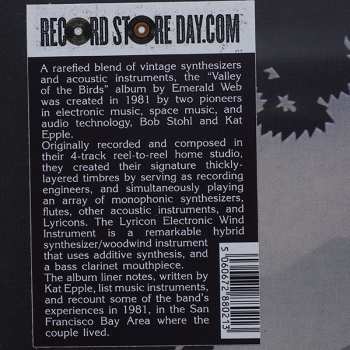 RECORD STORE DAY.COM
A rarefied blend of vintage synthesizers
and acoustic instruments, the “Valley
of the Birds” album by Emerald Web
was created in 1981 by two pioneers
in electronic music, space music, and
audio technology, Bob Stohl and Kat
Epple.
Originally recorded and composed in
their 4-track reel-to-reel home studio,
they created their signature thickly-
layered timbres by serving as recording
engineers, and simultaneously playing
an array of monophonic synthesizers,
flutes, other acoustic instruments, and
Lyricons. The Lyricon Electronic Wind
Instrument is a remarkable hybrid
synthesizer/woodwind instrument
that uses additive synthesis, and
a bass clarinet mouthpiece.
The album liner notes, written by
Kat Epple, list music instruments,
and recount some of the band's
experiences in 1981, in the
San Francisco Bay Area where
the couple lived.
5 060672 880213